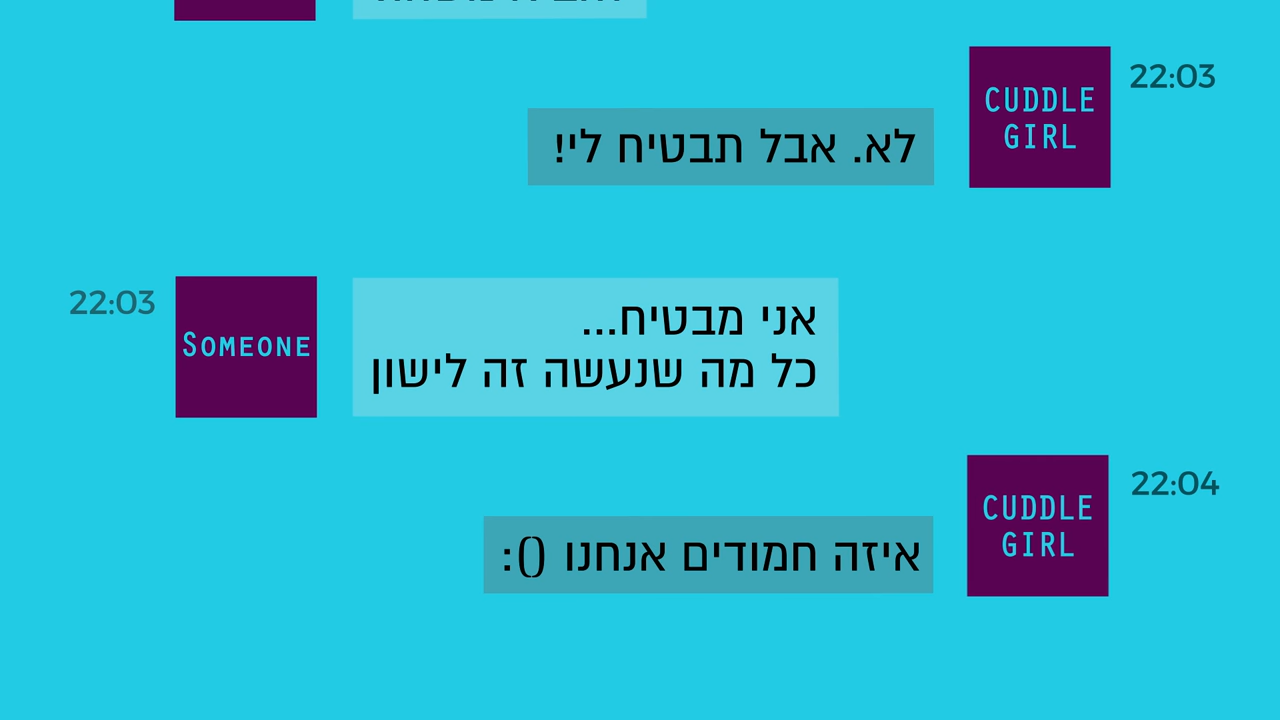 22:03
CUDDLE
GIRL
לא. אבל תבטיח לי!
22:03
SOMEONE
אני מבטיח...
כל מה שנעשה זה לישון
22:04
CUDDLE
GIRL
איזה חמודים אנחנו ():